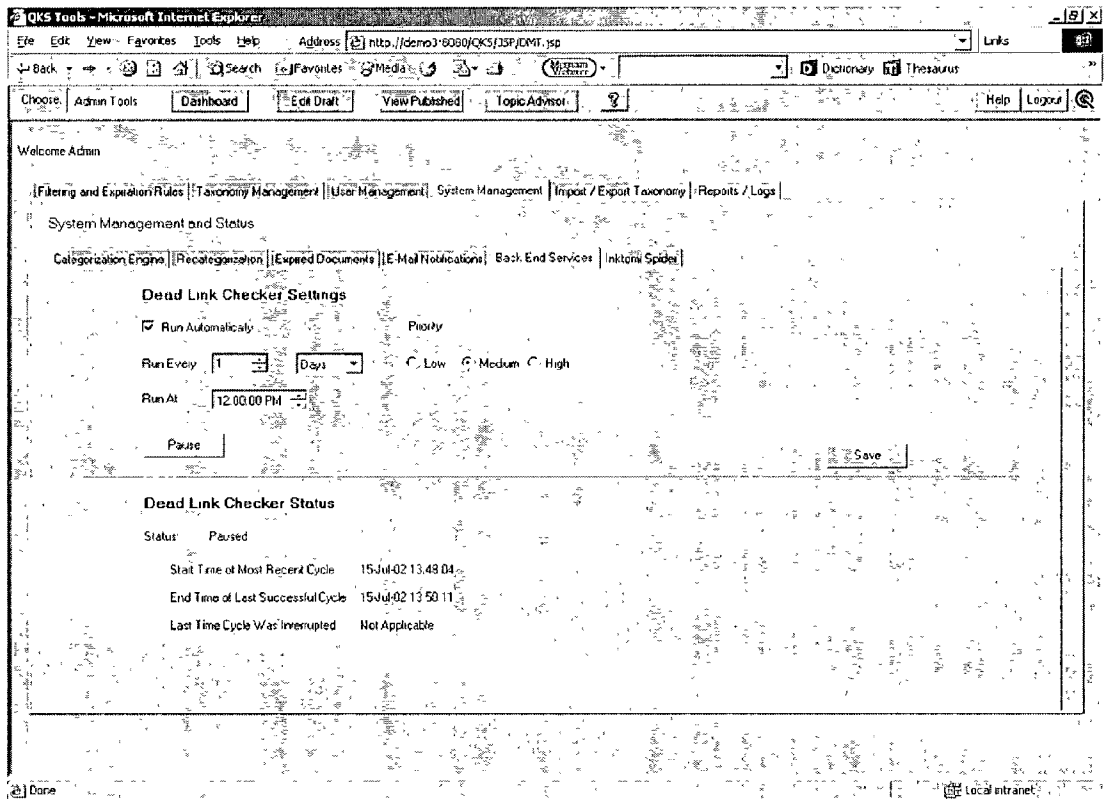 QKS Tools - Microsoft Internet Explorer
File Edit View Favorites Tools Help Address http://demo3:8080/QKS/JSP/DMT.jsp Links
Back Search Favorites Media Merriam Webster Dictionary Thesaurus
Choose: Admin Tools Dashboard Edit Draft View Published Topic Advisor ? Help Logout
Welcome Admin
Filtering and Expiration Rules Taxonomy Management User Management System Management Import / Export Taxonomy Reports / Logs
System Management and Status
Categorization Engine Recategorization Expired Documents E-Mail Notifications Back End Services Inktomi Spider
Dead Link Checker Settings
Run Automatically Priority
Run Every 1 Days Low Medium High
Run At 12:00:00 PM
Pause
Save
Dead Link Checker Status
Status: Paused
Start Time of Most Recent Cycle 15-Jul-02 13:48:04
End Time of Last Successful Cycle 15-Jul-02 13:50:11
Last Time Cycle Was Interrupted Not Applicable
Done Local intranet